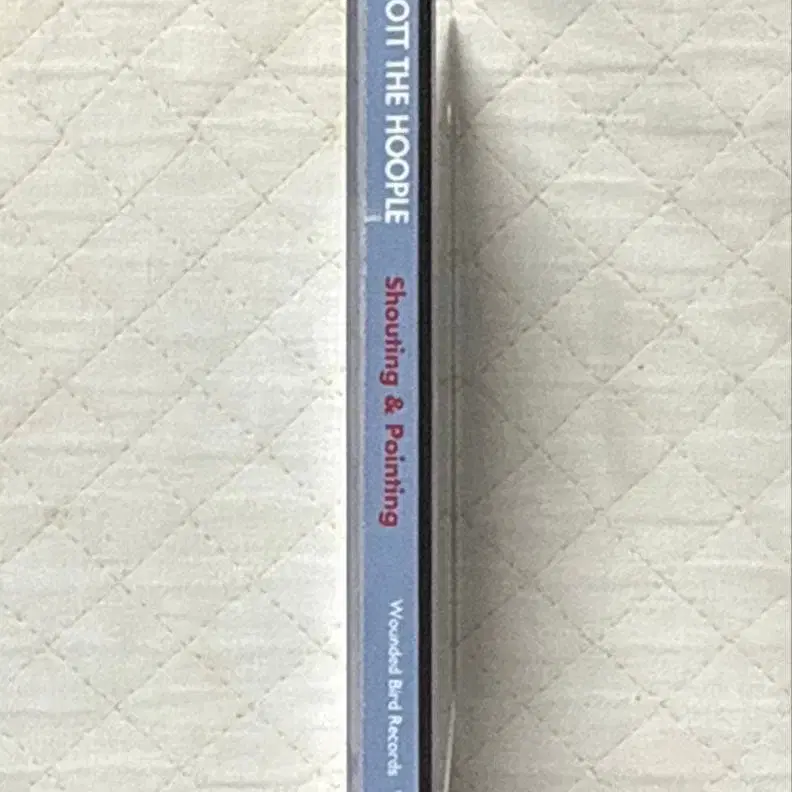 OTT THE HOOPLE
Shouting & Pointing
Wounded Bird Records